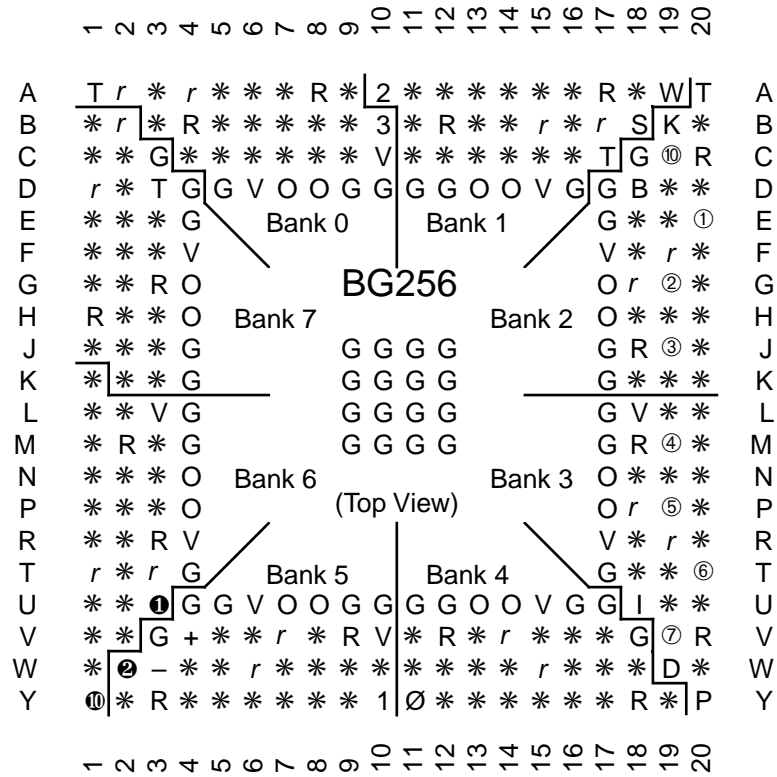 1 2 3 4 5 6 7 8 9 10 11 12 13 14 15 16 17 18 19 20
A T r ✳ r ✳ ✳ ✳ R ✳ 2 ✳ ✳ ✳ ✳ ✳ ✳ R ✳ W T A
B ✳ r ✳ R ✳ ✳ ✳ ✳ ✳ 3 ✳ R ✳ ✳ r ✳ r S K ✳ B
C ✳ ✳ G ✳ ✳ ✳ ✳ ✳ ✳ V ✳ ✳ ✳ ✳ ✳ ✳ T G ⑩ R C
D r ✳ T G G V O O G G G G O O V G G B ✳ ✳ D
E ✳ ✳ ✳ G Bank 0 Bank 1 G ✳ ✳ ① E
F ✳ ✳ ✳ V V ✳ r ✳ F
G ✳ ✳ R O BG256 O r ② ✳ G
H R ✳ ✳ O Bank 7 Bank 2 O ✳ ✳ ✳ H
J ✳ ✳ ✳ G G G G G G R ③ ✳ J
K ✳ ✳ ✳ G G G G G G ✳ ✳ ✳ K
L ✳ ✳ V G G G G G G V ✳ ✳ L
M ✳ R ✳ G G G G G G R ④ ✳ M
N ✳ ✳ ✳ O Bank 6 Bank 3 O ✳ ✳ ✳ N
P ✳ ✳ ✳ O (Top View) O r ⑤ ✳ P
R ✳ ✳ R V V ✳ r ✳ R
T r ✳ r G Bank 5 Bank 4 G ✳ ✳ ⑥ T
U ✳ ✳ ❶ G G V O O G G G G O O V G G I ✳ ✳ U
V ✳ ✳ G + ✳ ✳ r ✳ R V ✳ R ✳ r ✳ ✳ ✳ G ⑦ R V
W ✳ ❷ – ✳ ✳ r ✳ ✳ ✳ ✳ ✳ ✳ ✳ ✳ r ✳ ✳ ✳ D ✳ W
Y ❿ ✳ R ✳ ✳ ✳ ✳ ✳ ✳ 1 Ø ✳ ✳ ✳ ✳ ✳ ✳ R ✳ P Y
1 2 3 4 5 6 7 8 9 10 11 12 13 14 15 16 17 18 19 20